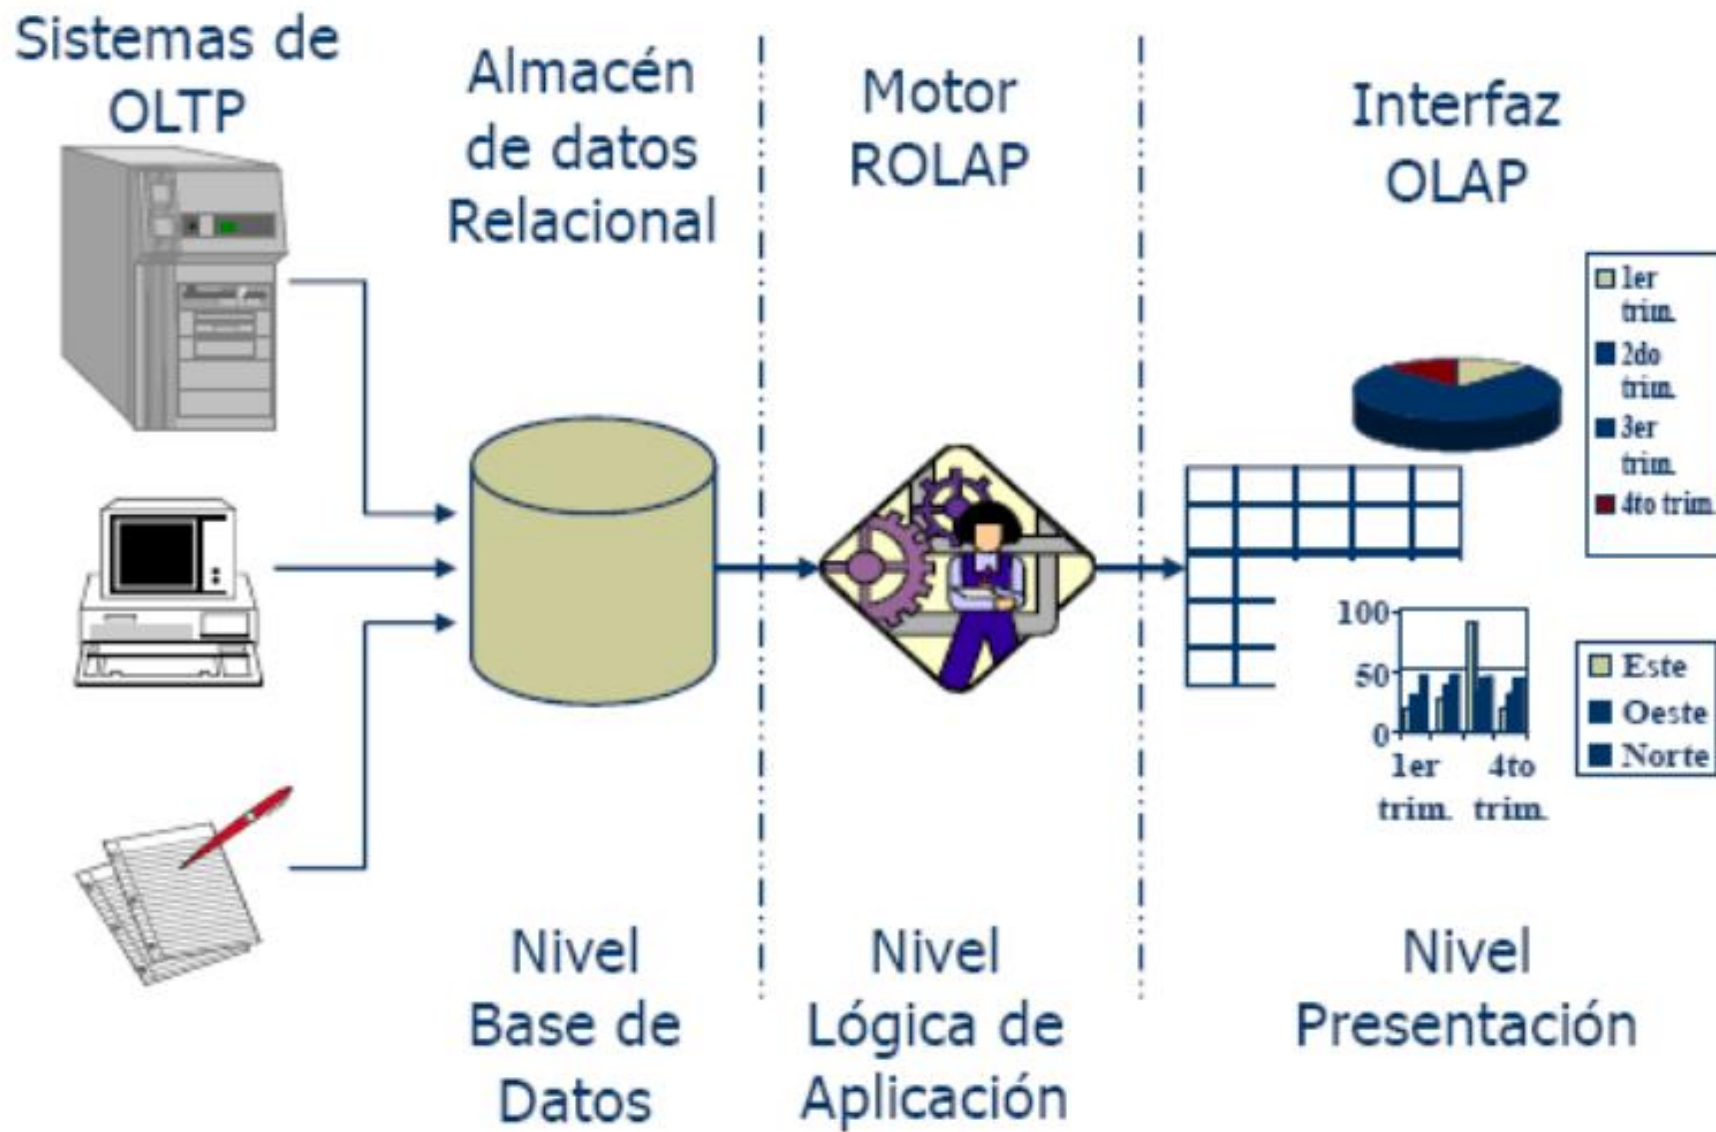 Sistemas de
OLTP
Almacén
de datos
Relacional
Motor
ROLAP
Interfaz
OLAP
1er
trim.
2do
trim.
3er
trim.
4to trim.
100
50
0
1er
trim.
4to
trim.
Este
Oeste
Norte
Nivel
Base de
Datos
Nivel
Lógica de
Aplicación
Nivel
Presentación